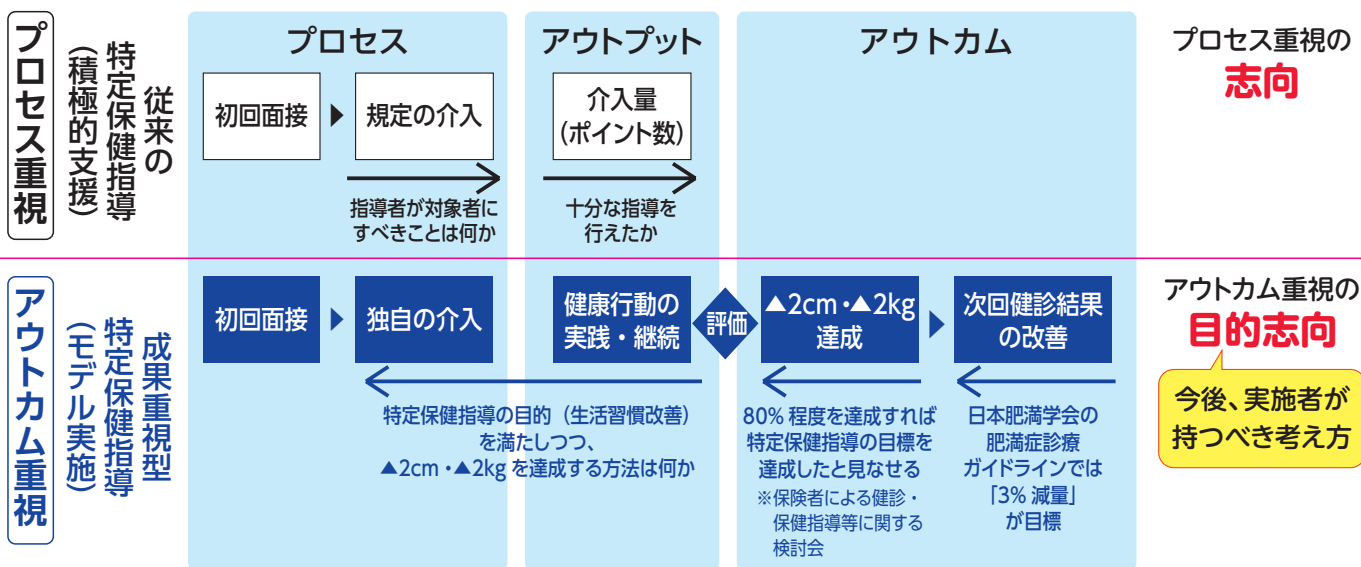 プロセス
アウトプット
アウトカム
プロセス重視
従来の
特定保健指導
（積極的支援）
初回面接
規定の介入
指導者が対象者に
すべきことは何か
介入量
（ポイント数）
十分な指導を
行えたか
プロセス重視の
志向
アウトカム重視
成果重視型
特定保健指導
（モデル実施）
初回面接
独自の介入
健康行動の
実践・継続
評価
▲2cm・▲2kg
達成
次回健診結果
の改善
特定保健指導の目的（生活習慣改善）
を満たしつつ、
▲2cm・▲2kgを達成する方法は何か
80%程度を達成すれば
特定保健指導の目標を
達成したと見なせる
※保険者による健診・
保健指導等に関する
検討会
日本肥満学会の
肥満症診療
ガイドラインでは
「3%減量」
が目標
アウトカム重視の
目的志向
今後、実施者が
持つべき考え方